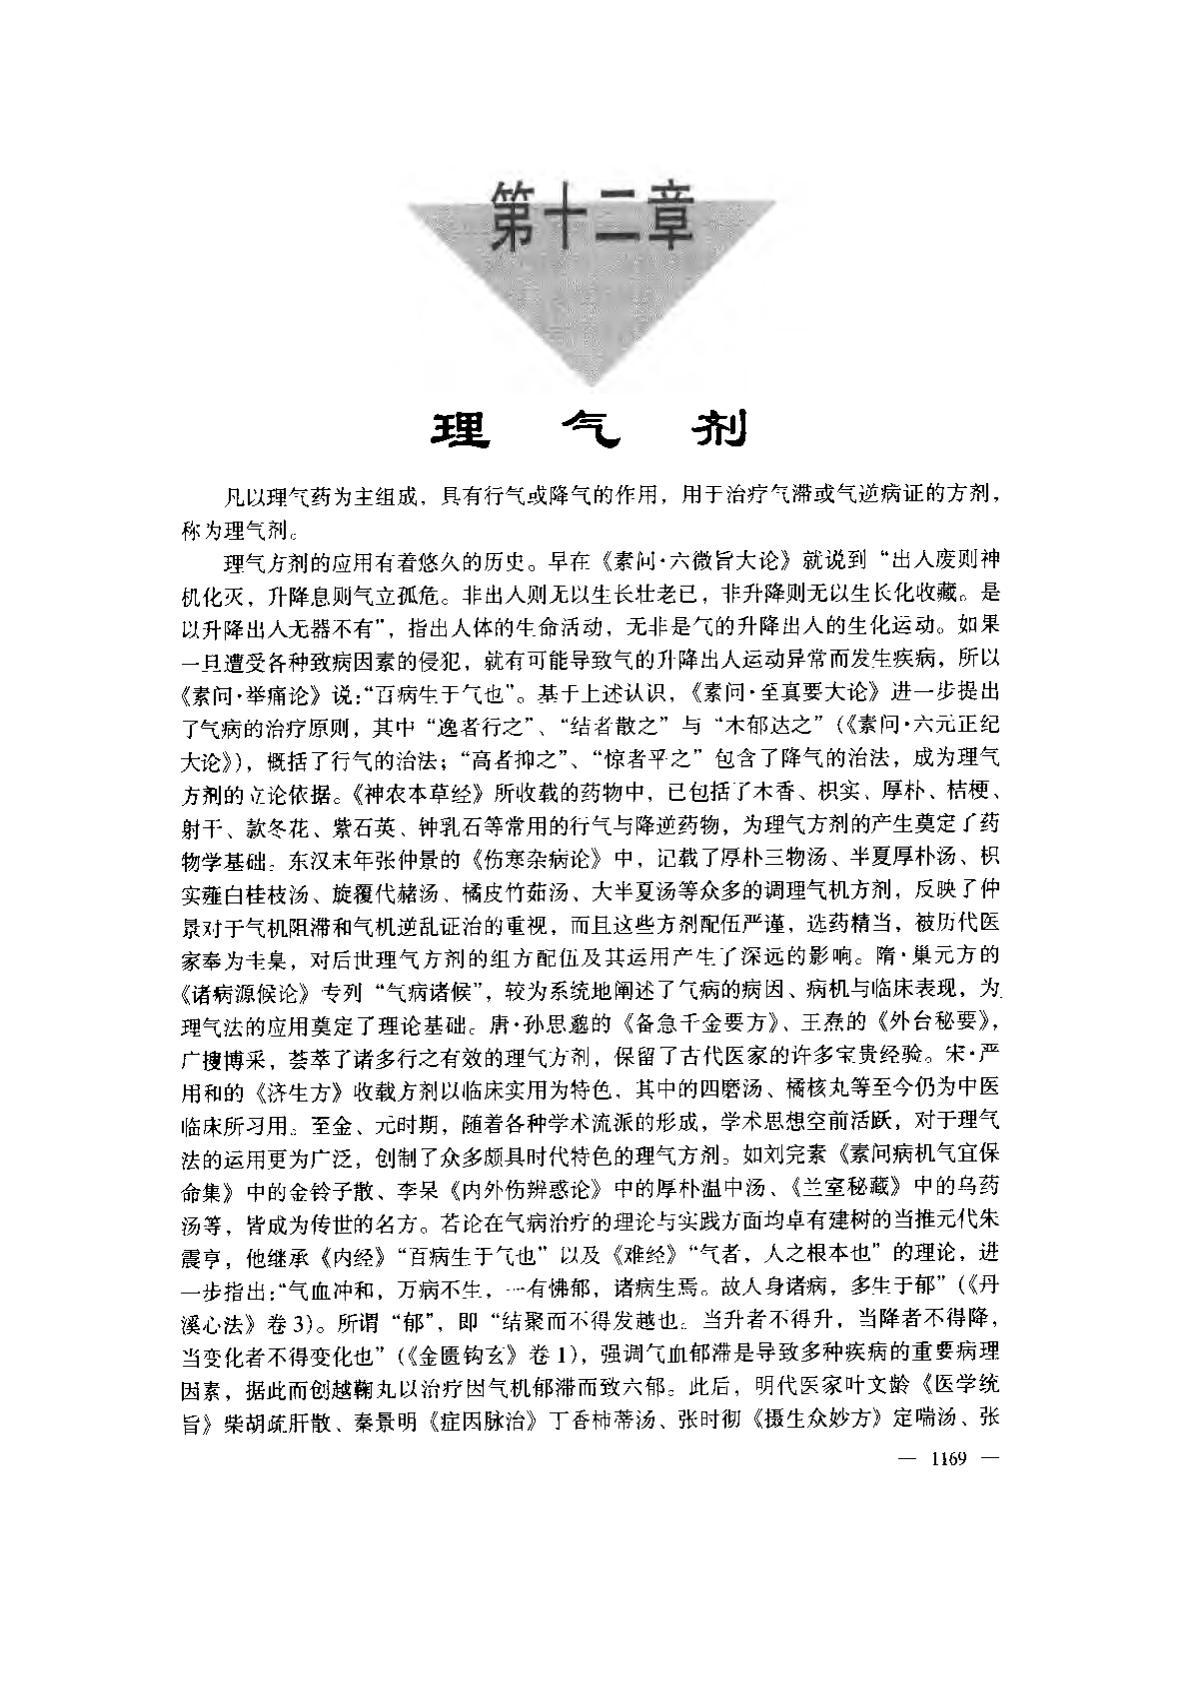 第十二章
理 气 剂
凡以理气药为主组成，具有行气或降气的作用，用于治疗气滞或气逆病证的方剂，
称为理气剂。
理气方剂的应用有着悠久的历史。早在《素问·六微旨大论》就说到“出入废则神
机化灭，升降息则气立孤危。非出入则无以生长壮老已，非升降则无以生长化收藏。是
以升降出入无器不有”，指出人体的生命活动，无非是气的升降出入的生化运动。如果
一旦遭受各种致病因素的侵犯，就有可能导致气的升降出入运动异常而发生疾病，所以
《素问·举痛论》说：“百病生于气也”。基于上述认识，《素问·至真要大论》进一步提出
了气病的治疗原则，其中“逸者行之”、“结者散之”与“木郁达之”（《素问·六元正纪
大论》），概括了行气的治法；“高者抑之”、“惊者平之”包含了降气的治法，成为理气
方剂的立论依据。《神农本草经》所收载的药物中，已包括了木香、枳实、厚朴、桔梗、
射干、款冬花、紫石英、钟乳石等常用的行气与降逆药物，为理气方剂的产生奠定了药
物学基础。东汉末年张仲景的《伤寒杂病论》中，记载了厚朴三物汤、半夏厚朴汤、枳
实薤白桂枝汤、旋覆代赭汤、橘皮竹茹汤、大半夏汤等众多的调理气机方剂，反映了仲
景对于气机阻滞和气机逆乱证治的重视，而且这些方剂配伍严谨，选药精当，被历代医
家奉为圭臬，对后世理气方剂的组方配伍及其运用产生了深远的影响。隋·巢元方的
《诸病源候论》专列“气病诸候”，较为系统地阐述了气病的病因、病机与临床表现，为
理气法的应用奠定了理论基础。唐·孙思邈的《备急千金要方》、王焘的《外台秘要》，
广搜博采，荟萃了诸多行之有效的理气方剂，保留了古代医家的许多宝贵经验。宋·严
用和的《济生方》收载方剂以临床实用为特色，其中的四磨汤、橘核丸等至今仍为中医
临床所习用。至金、元时期，随着各种学术流派的形成，学术思想空前活跃，对于理气
法的运用更为广泛，创制了众多颇具时代特色的理气方剂。如刘完素《素问病机气宜保
命集》中的金铃子散、李杲《内外伤辨惑论》中的厚朴温中汤、《兰室秘藏》中的乌药
汤等，皆成为传世的名方。若论在气病治疗的理论与实践方面均卓有建树的当推元代朱
震亨，他继承《内经》“百病生于气也”以及《难经》“气者，人之根本也”的理论，进
一步指出：“气血冲和，万病不生，一有怫郁，诸病生焉。故人身诸病，多生于郁”（《丹
溪心法》卷3）。所谓“郁”，即“结聚而不得发越也。当升者不得升，当降者不得降，
当变化者不得变化也”（《金匮钩玄》卷1），强调气血郁滞是导致多种疾病的重要病理
因素，据此而创越鞠丸以治疗因气机郁滞而致六郁。此后，明代医家叶文龄《医学统
旨》柴胡疏肝散、秦景明《症因脉治》丁香柿蒂汤、张时彻《摄生众妙方》定喘汤、张
— 1169 —